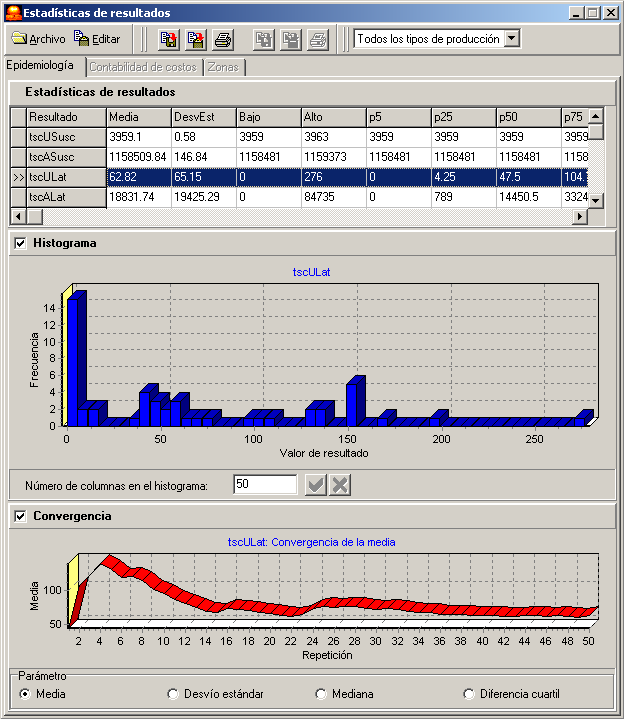 Estadísticas de resultados
Archivo Editar Todos los tipos de producción
Epidemiología Contabilidad de costos Zonas
Estadísticas de resultados
Resultado Media DesvEst Bajo Alto p5 p25 p50 p75
tscUSusc 3959.1 0.58 3959 3963 3959 3959 3959 3959
tscASusc 1158509.84 146.84 1158481 1159373 1158481 1158481 1158481 1158
>> tscULat 62.82 65.15 0 276 0 4.25 47.5 104.
tscALat 18831.74 19425.29 0 84735 0 789 14450.5 3324
Histograma
tscULat
Frecuencia
14
12
10
8
6
4
2
0
0 50 100 150 200 250
Valor de resultado
Número de columnas en el histograma: 50
Convergencia
tscULat: Convergencia de la media
Media
100
50
2 4 6 8 10 12 14 16 18 20 22 24 26 28 30 32 34 36 38 40 42 44 46 48 50
Repetición
Parámetro
Media Desvío estándar Mediana Diferencia cuartil